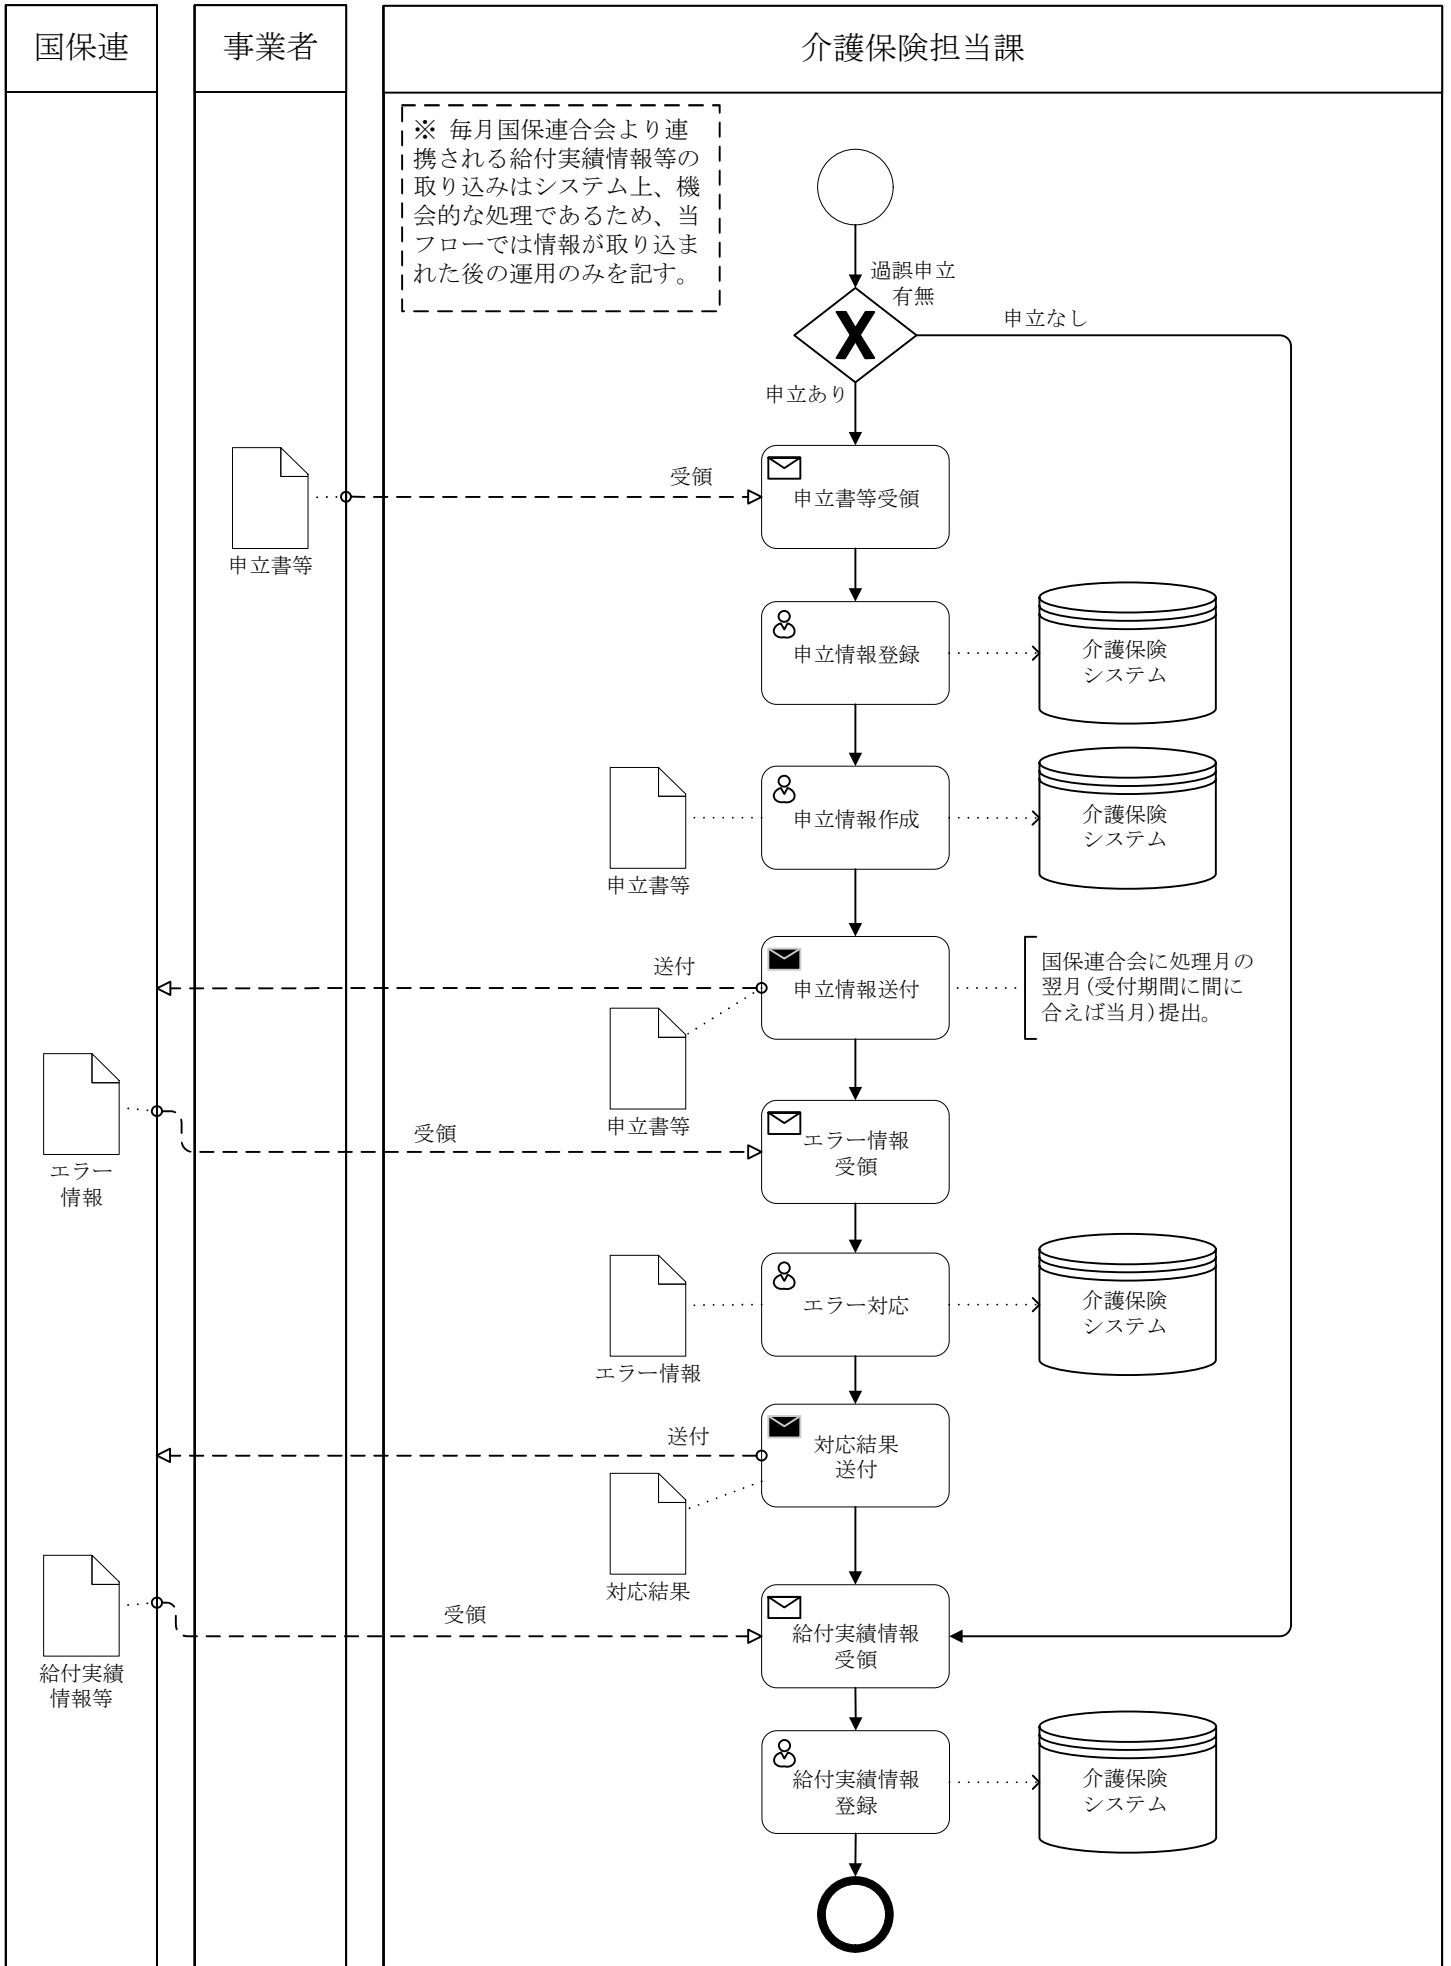 国保連
事業者
介護保険担当課
※ 毎月国保連合会より連
携される給付実績情報等の
取り込みはシステム上、機
会的な処理であるため、当
フローでは情報が取り込ま
れた後の運用のみを記す。
過誤申立
有無
申立なし
申立あり
受領
申立書等受領
申立書等
申立情報登録
介護保険
システム
申立情報作成
介護保険
システム
申立書等
送付
申立情報送付
国保連合会に処理月の
翌月(受付期間に間に
合えば当月)提出。
申立書等
エラー
情報
受領
エラー情報
受領
エラー対応
介護保険
システム
エラー情報
送付
対応結果
送付
対応結果
給付実績
情報等
受領
給付実績情報
受領
給付実績情報
登録
介護保険
システム